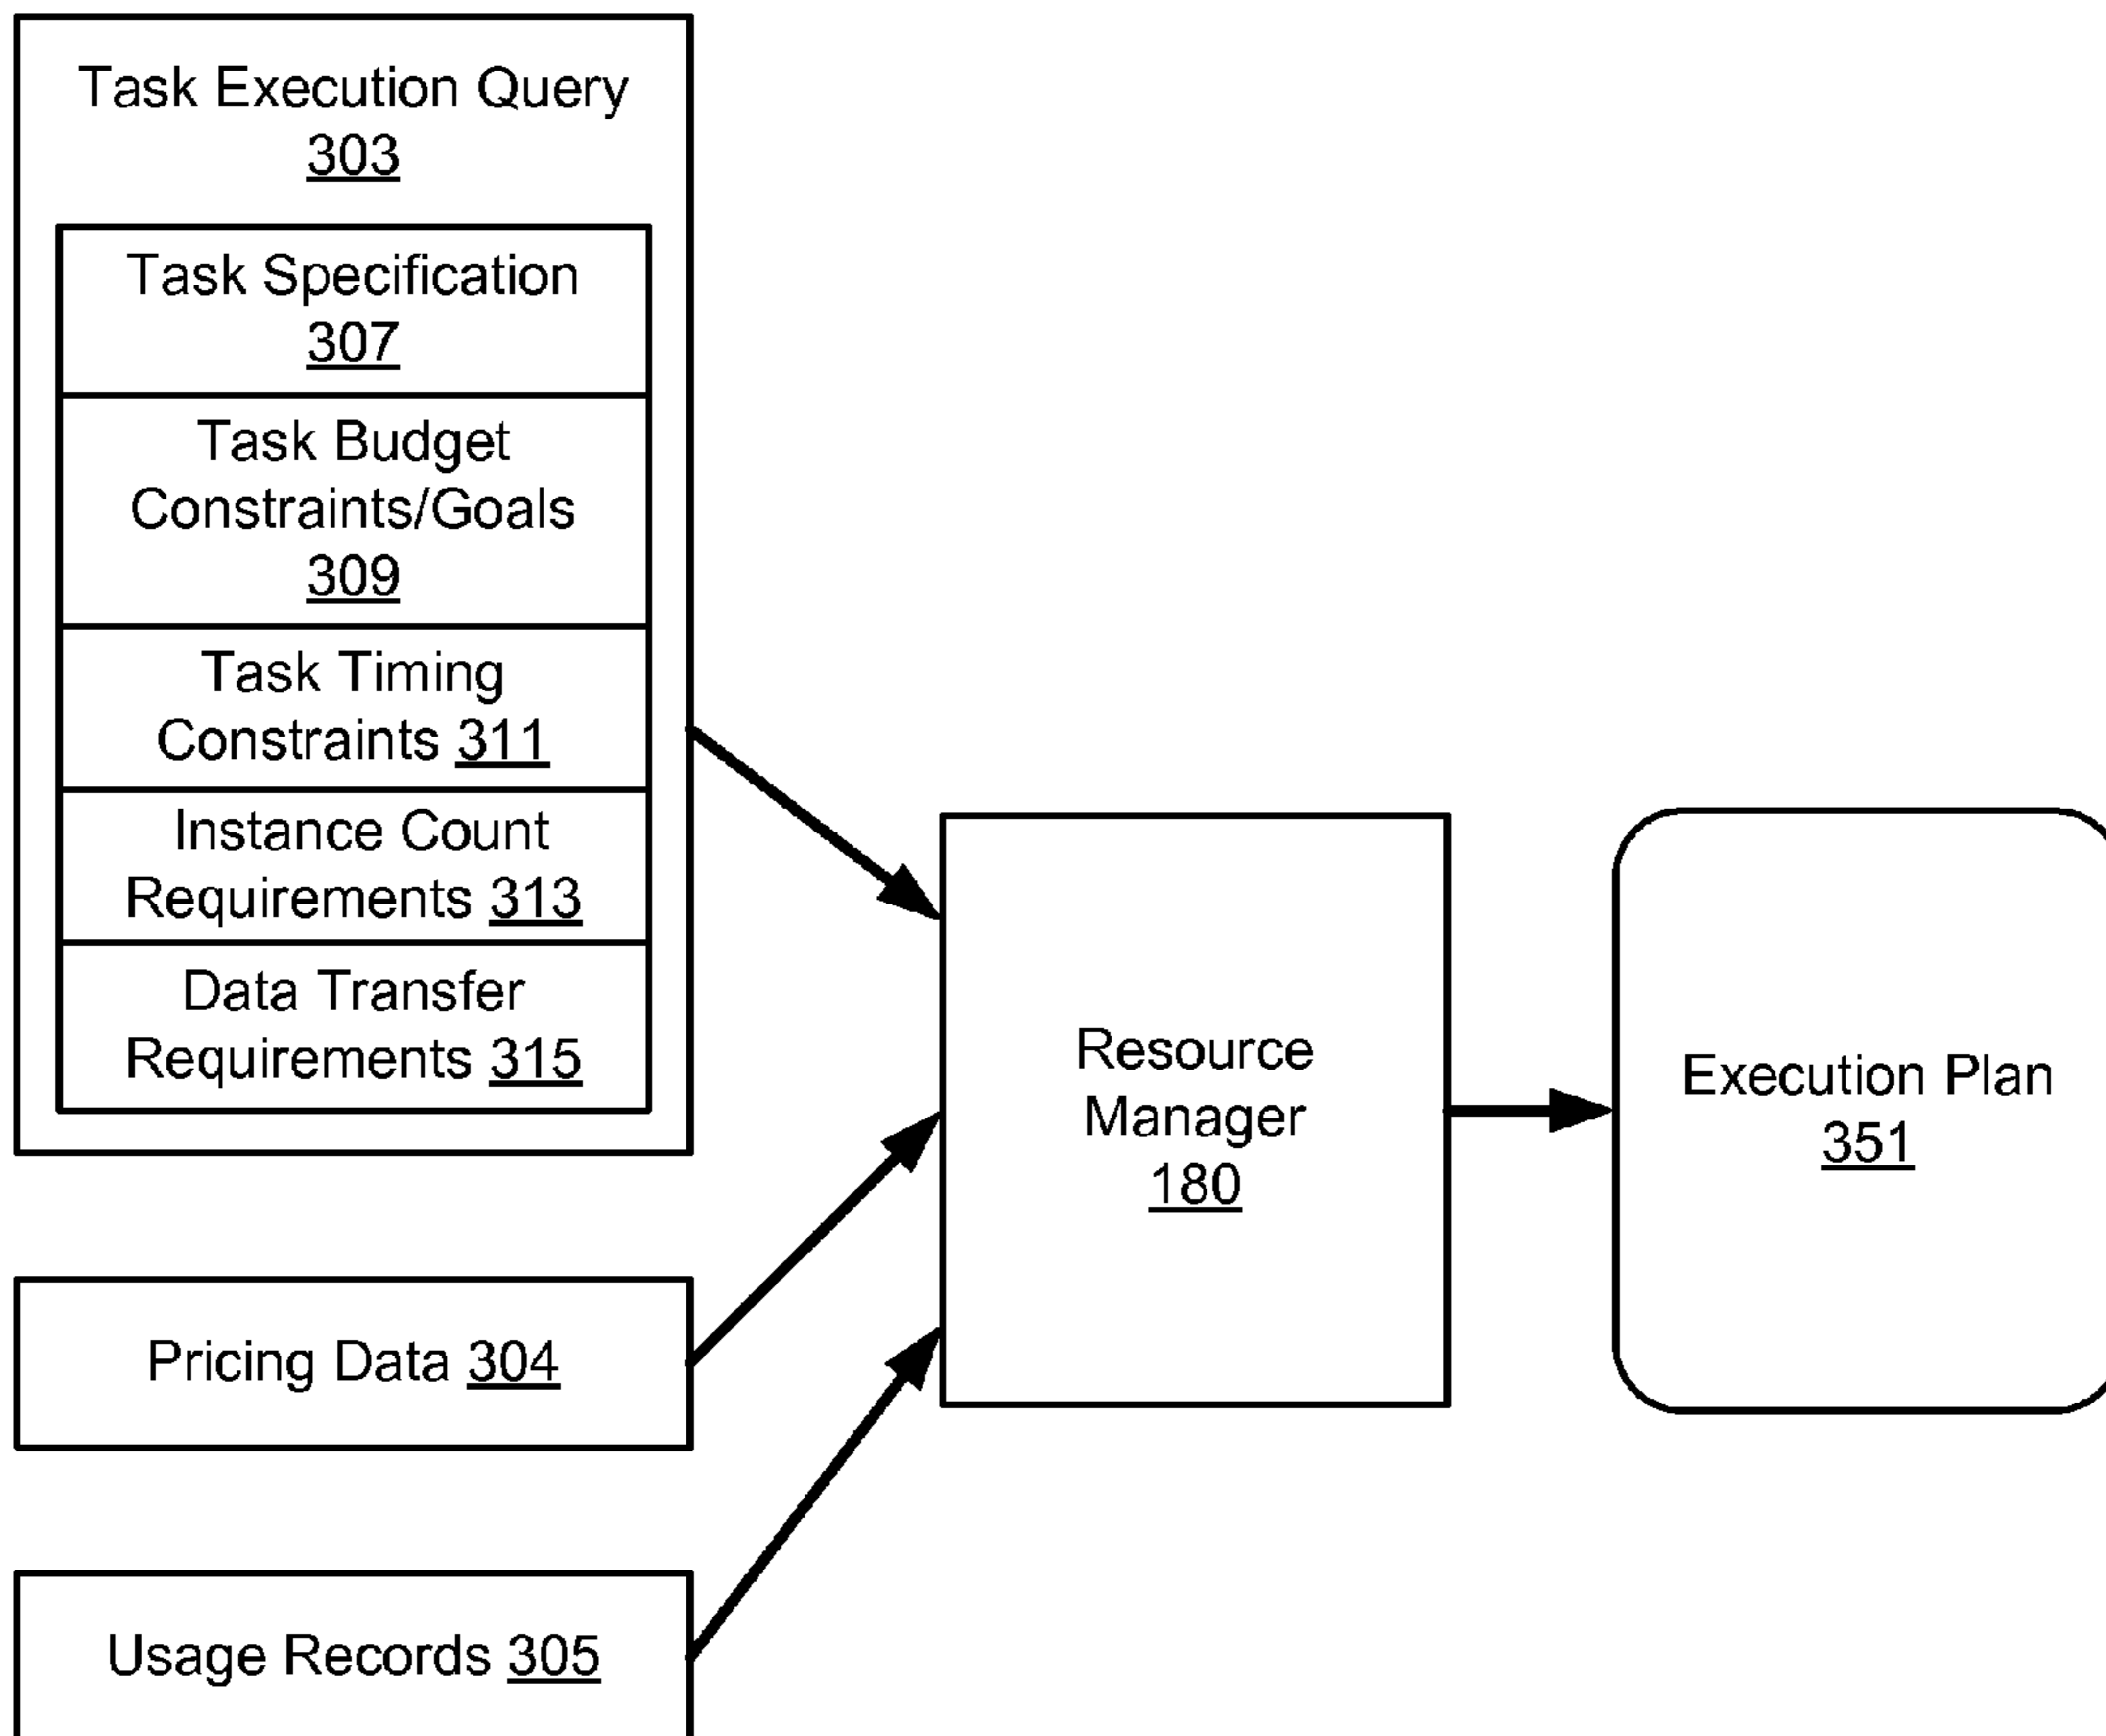 Task Execution Query
303
Task Specification
307
Task Budget
Constraints/Goals
309
Task Timing
Constraints 311
Instance Count
Requirements 313
Data Transfer
Requirements 315
Pricing Data 304
Usage Records 305
Resource
Manager
180
Execution Plan
351